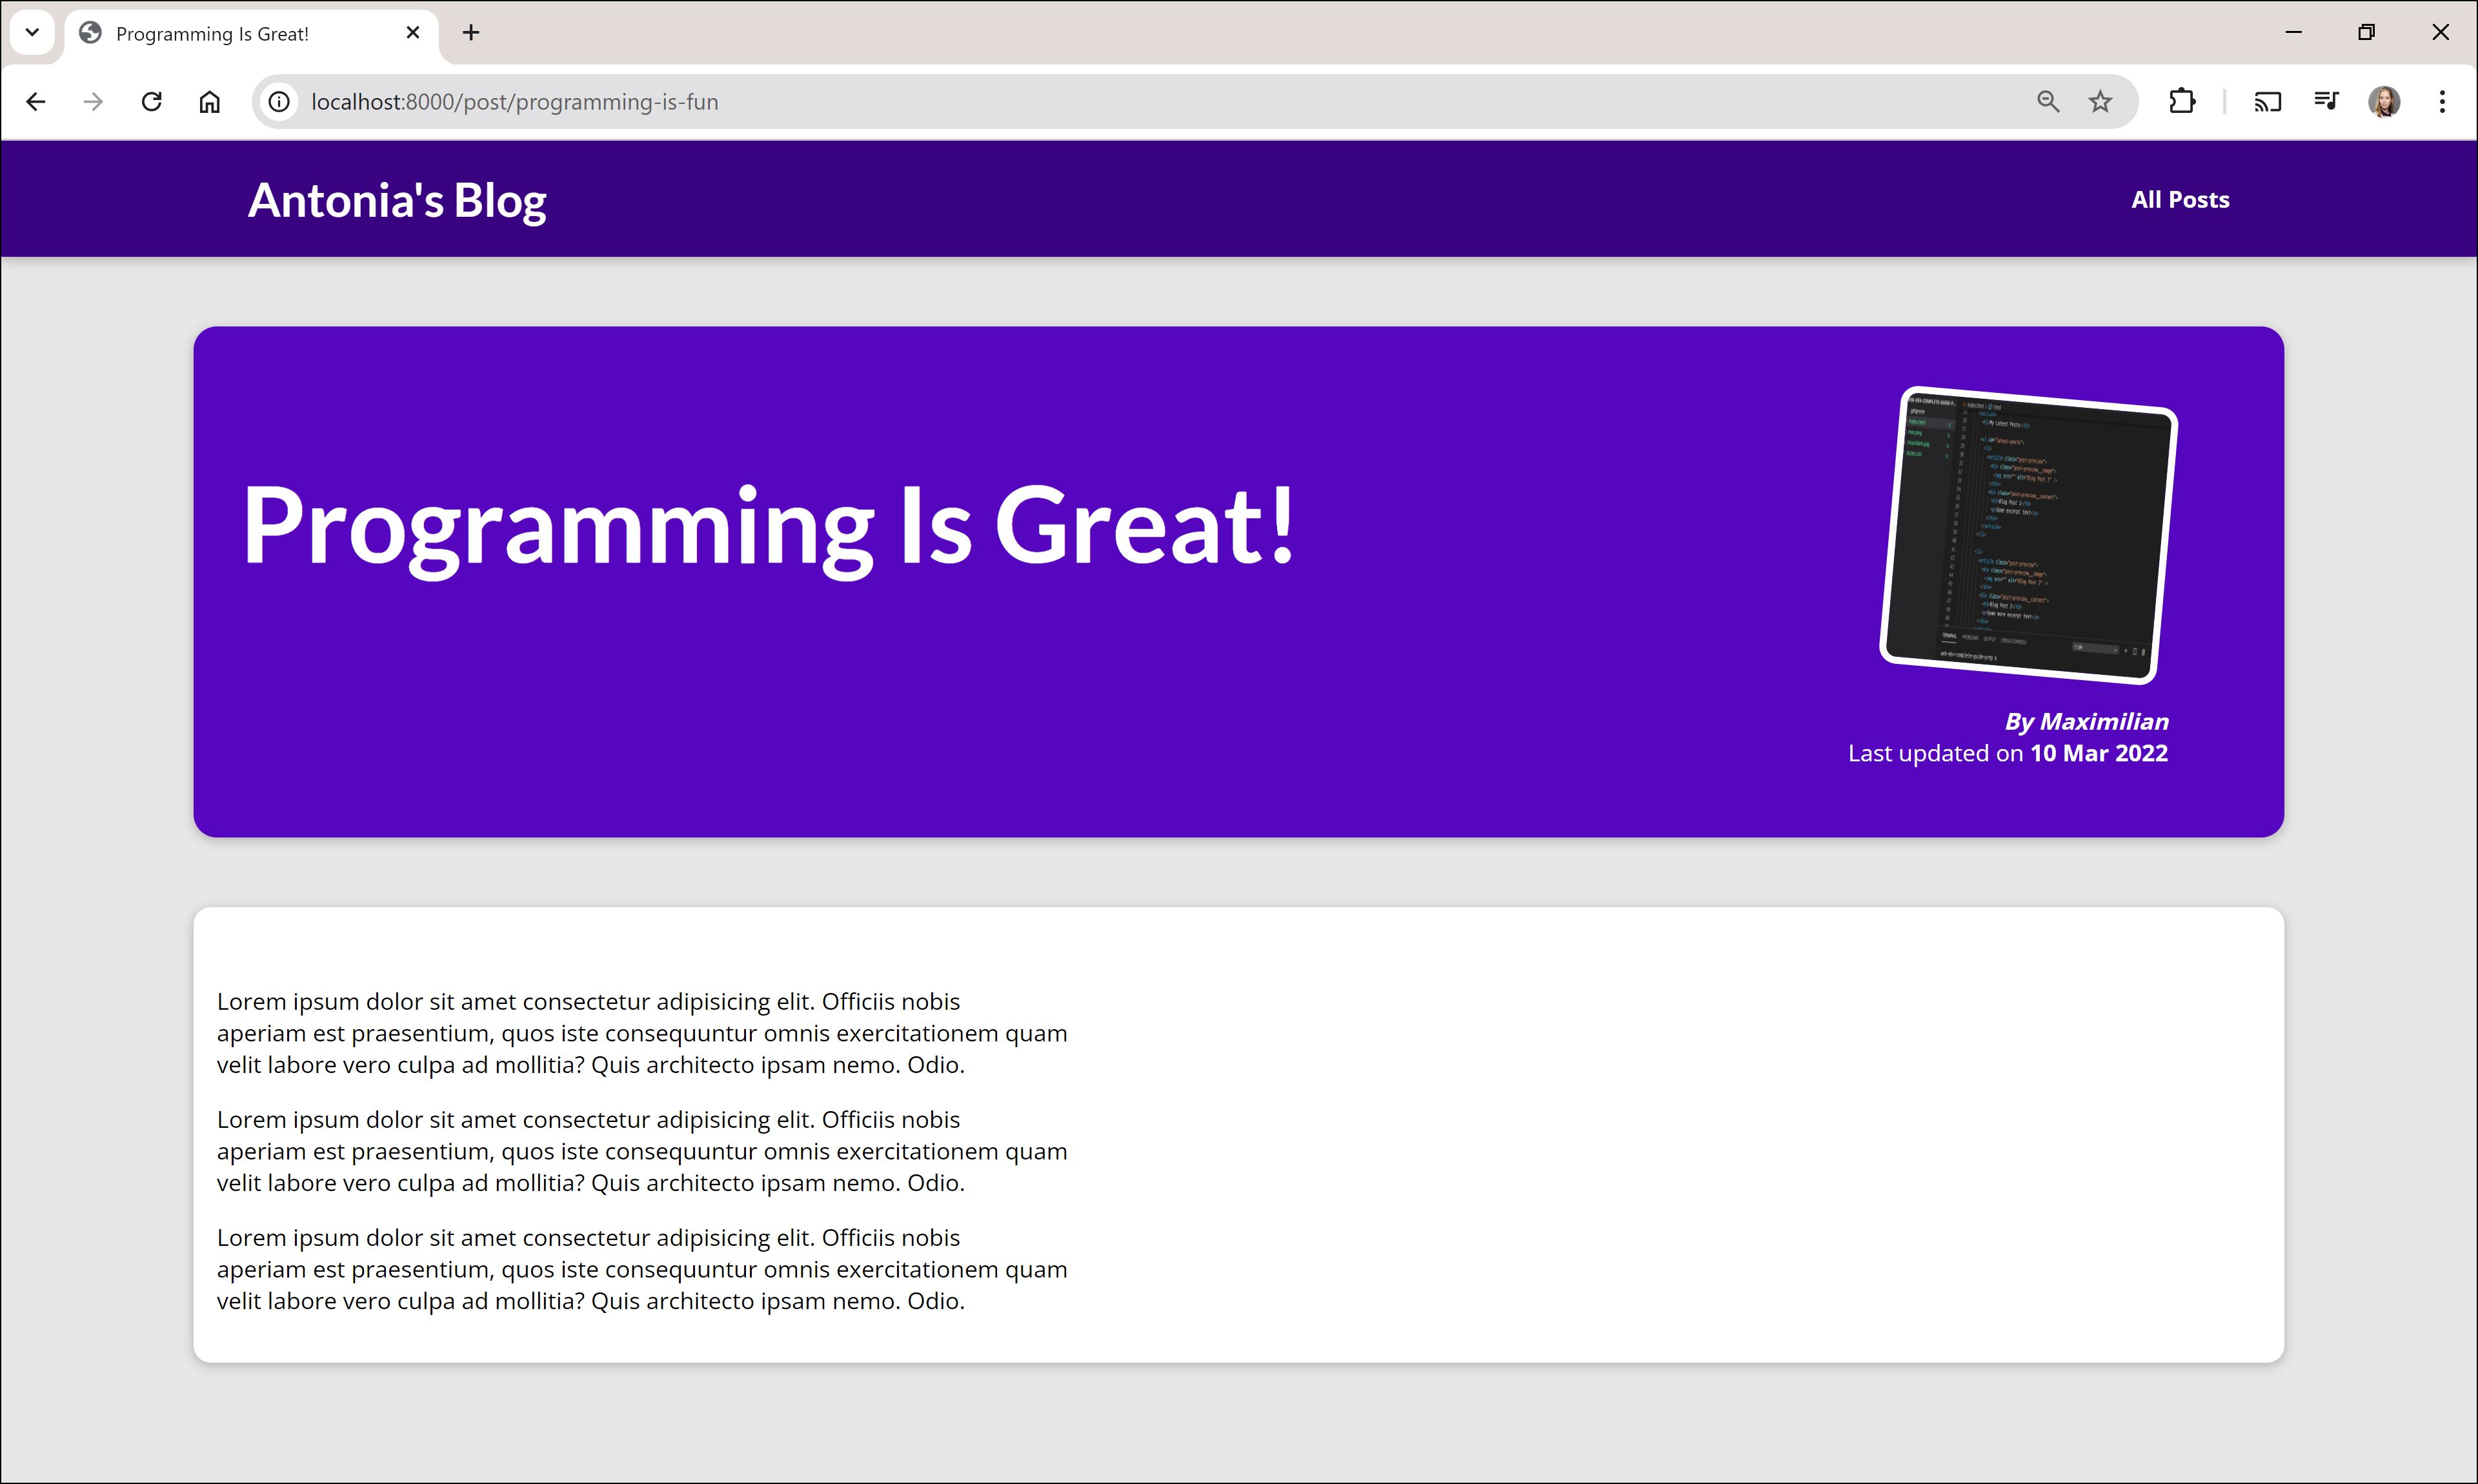 Programming Is Great!
localhost:8000/post/programming-is-fun
Antonia's Blog
All Posts
Programming Is Great!
By Maximilian
Last updated on 10 Mar 2022
Lorem ipsum dolor sit amet consectetur adipisicing elit. Officiis nobis
aperiam est praesentium, quos iste consequuntur omnis exercitationem quam
velit labore vero culpa ad mollitia? Quis architecto ipsam nemo. Odio.
Lorem ipsum dolor sit amet consectetur adipisicing elit. Officiis nobis
aperiam est praesentium, quos iste consequuntur omnis exercitationem quam
velit labore vero culpa ad mollitia? Quis architecto ipsam nemo. Odio.
Lorem ipsum dolor sit amet consectetur adipisicing elit. Officiis nobis
aperiam est praesentium, quos iste consequuntur omnis exercitationem quam
velit labore vero culpa ad mollitia? Quis architecto ipsam nemo. Odio.